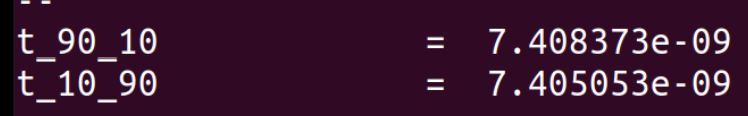 --
t_90_10 = 7.408373e-09
t_10_90 = 7.405053e-09